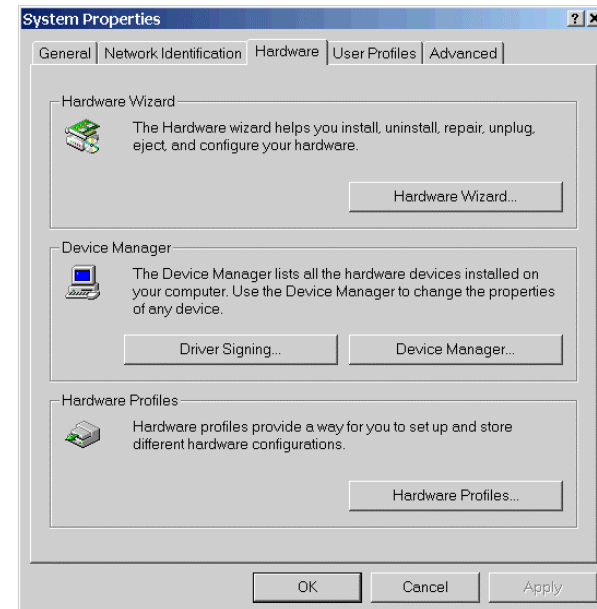 System Properties
General Network Identification Hardware User Profiles Advanced
Hardware Wizard
The Hardware wizard helps you install, uninstall, repair, unplug,
eject, and configure your hardware.
Hardware Wizard...
Device Manager
The Device Manager lists all the hardware devices installed on
your computer. Use the Device Manager to change the properties
of any device.
Driver Signing... Device Manager...
Hardware Profiles
Hardware profiles provide a way for you to set up and store
different hardware configurations.
Hardware Profiles...
OK Cancel Apply